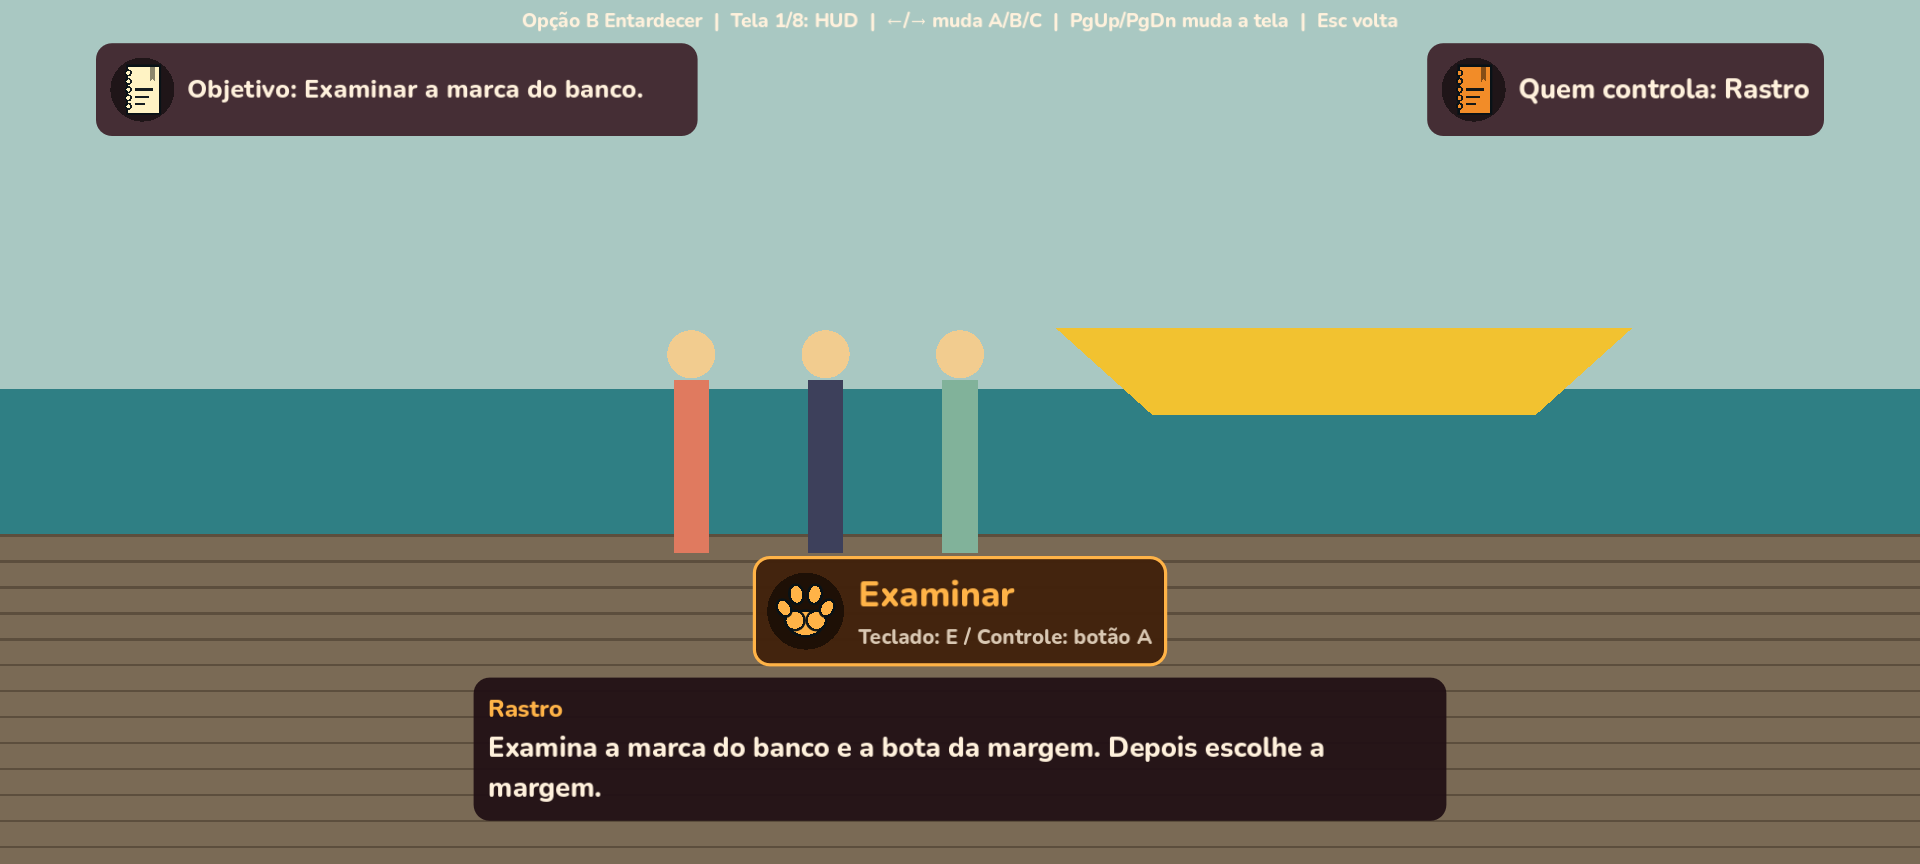 Opção B Entardecer | Tela 1/8: HUD | ←/→ muda A/B/C | PgUp/PgDn muda a tela | Esc volta
Objetivo: Examinar a marca do banco.
Quem controla: Rastro
Examinar
Teclado: E / Controle: botão A
Rastro
Examina a marca do banco e a bota da margem. Depois escolhe a
margem.